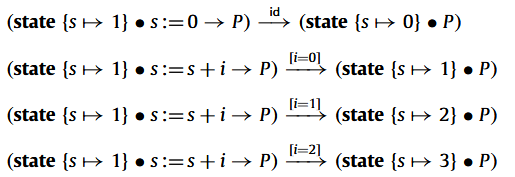 (state {s ↦ 1} • s:=0 → P) —id→ (state {s ↦ 0} • P)
(state {s ↦ 1} • s:=s + i → P) —⌈i=0⌉→ (state {s ↦ 1} • P)
(state {s ↦ 1} • s:=s + i → P) —⌈i=1⌉→ (state {s ↦ 2} • P)
(state {s ↦ 1} • s:=s + i → P) —⌈i=2⌉→ (state {s ↦ 3} • P)